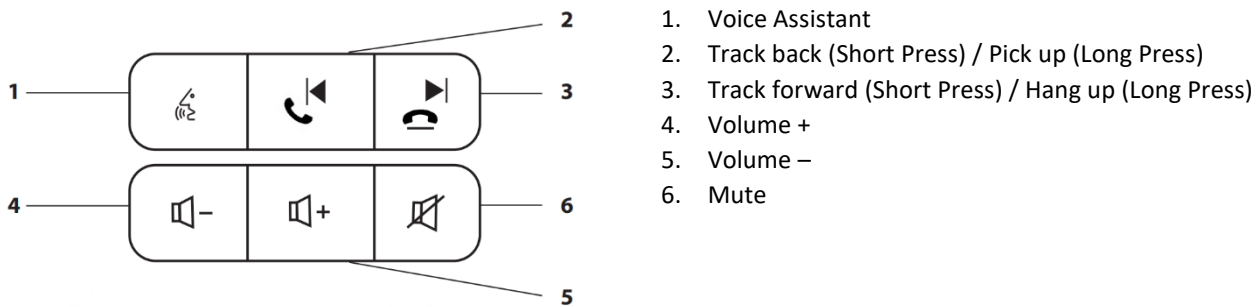 2
1
3
4
6
5
1. Voice Assistant
2. Track back (Short Press) / Pick up (Long Press)
3. Track forward (Short Press) / Hang up (Long Press)
4. Volume +
5. Volume –
6. Mute